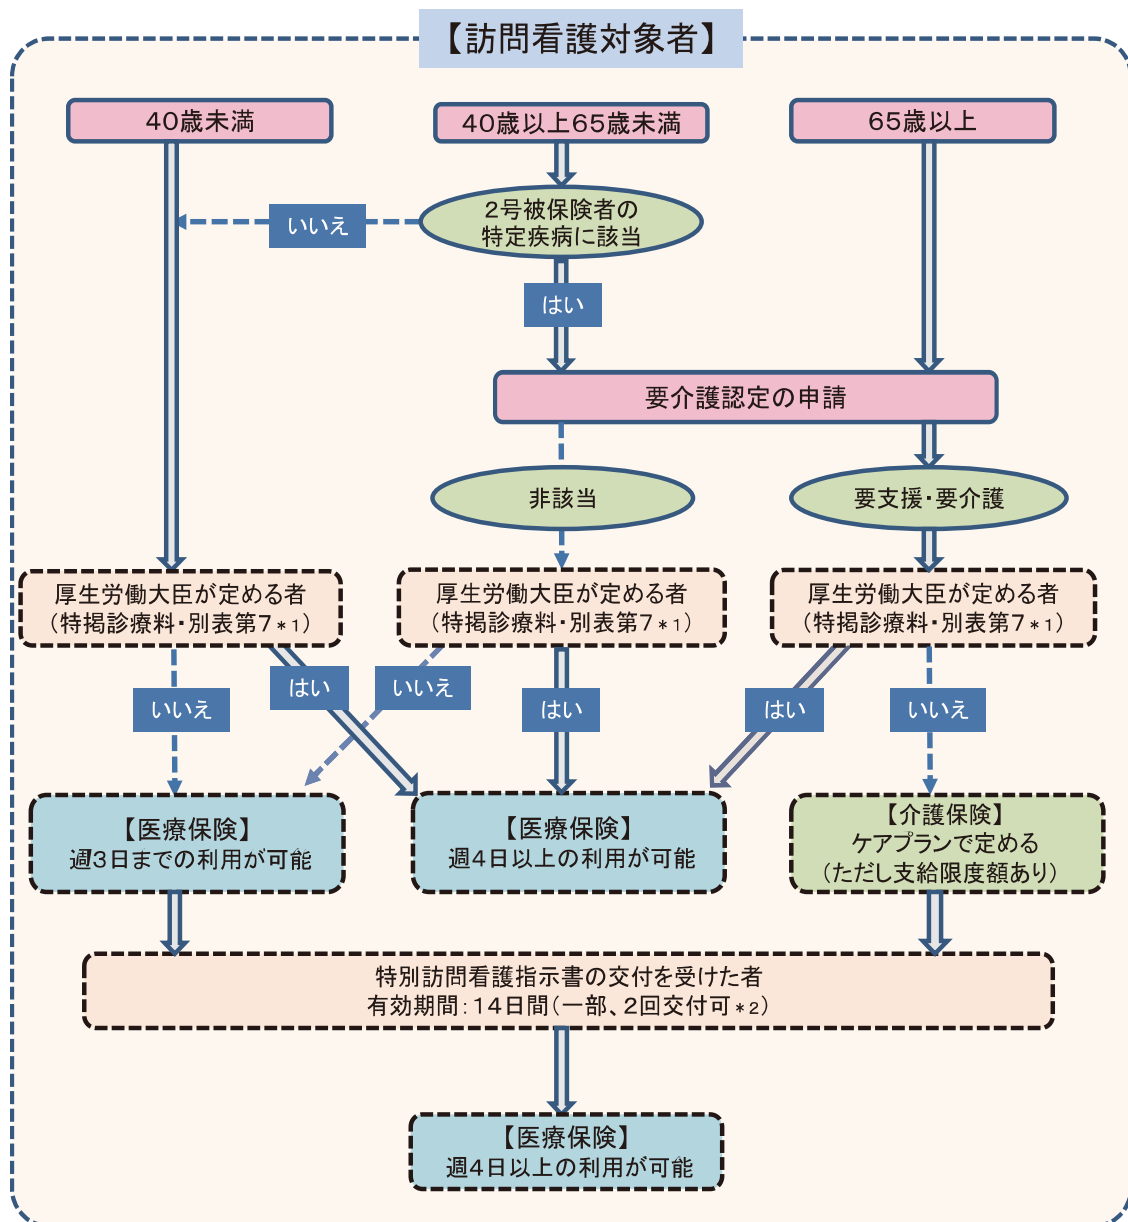 【訪問看護対象者】
40歳未満
40歳以上65歳未満
65歳以上
2号被保険者の
特定疾病に該当
いいえ
はい
要介護認定の申請
非該当
要支援・要介護
厚生労働大臣が定める者
(特掲診療料・別表第7*1)
厚生労働大臣が定める者
(特掲診療料・別表第7*1)
厚生労働大臣が定める者
(特掲診療料・別表第7*1)
いいえ
はい
いいえ
はい
はい
いいえ
【医療保険】
週3日までの利用が可能
【医療保険】
週4日以上の利用が可能
【介護保険】
ケアプランで定める
(ただし支給限度額あり)
特別訪問看護指示書の交付を受けた者
有効期間:14日間(一部、2回交付可*2)
【医療保険】
週4日以上の利用が可能